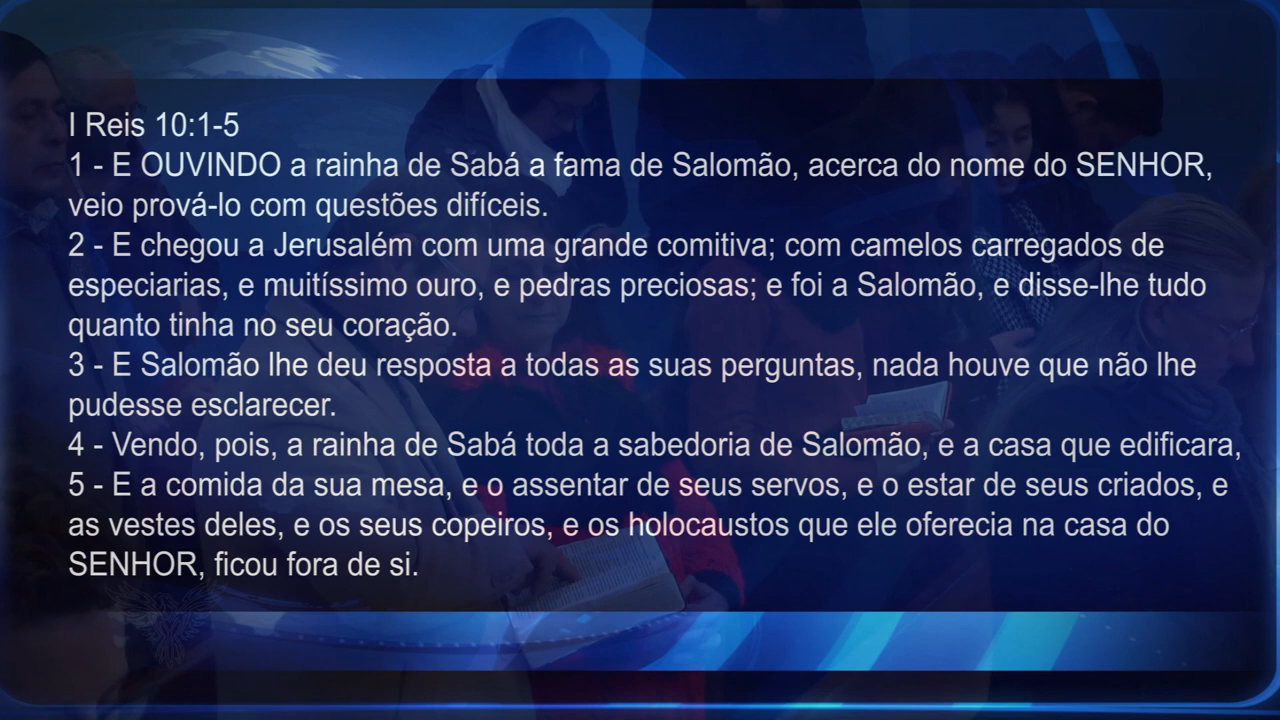 I Reis 10:1-5
1 - E OUVINDO a rainha de Sabá a fama de Salomão, acerca do nome do SENHOR,
veio prová-lo com questões difíceis.
2 - E chegou a Jerusalém com uma grande comitiva; com camelos carregados de
especiarias, e muitíssimo ouro, e pedras preciosas; e foi a Salomão, e disse-lhe tudo
quanto tinha no seu coração.
3 - E Salomão lhe deu resposta a todas as suas perguntas, nada houve que não lhe
pudesse esclarecer.
4 - Vendo, pois, a rainha de Sabá toda a sabedoria de Salomão, e a casa que edificara,
5 - E a comida da sua mesa, e o assentar de seus servos, e o estar de seus criados, e
as vestes deles, e os seus copeiros, e os holocaustos que ele oferecia na casa do
SENHOR, ficou fora de si.